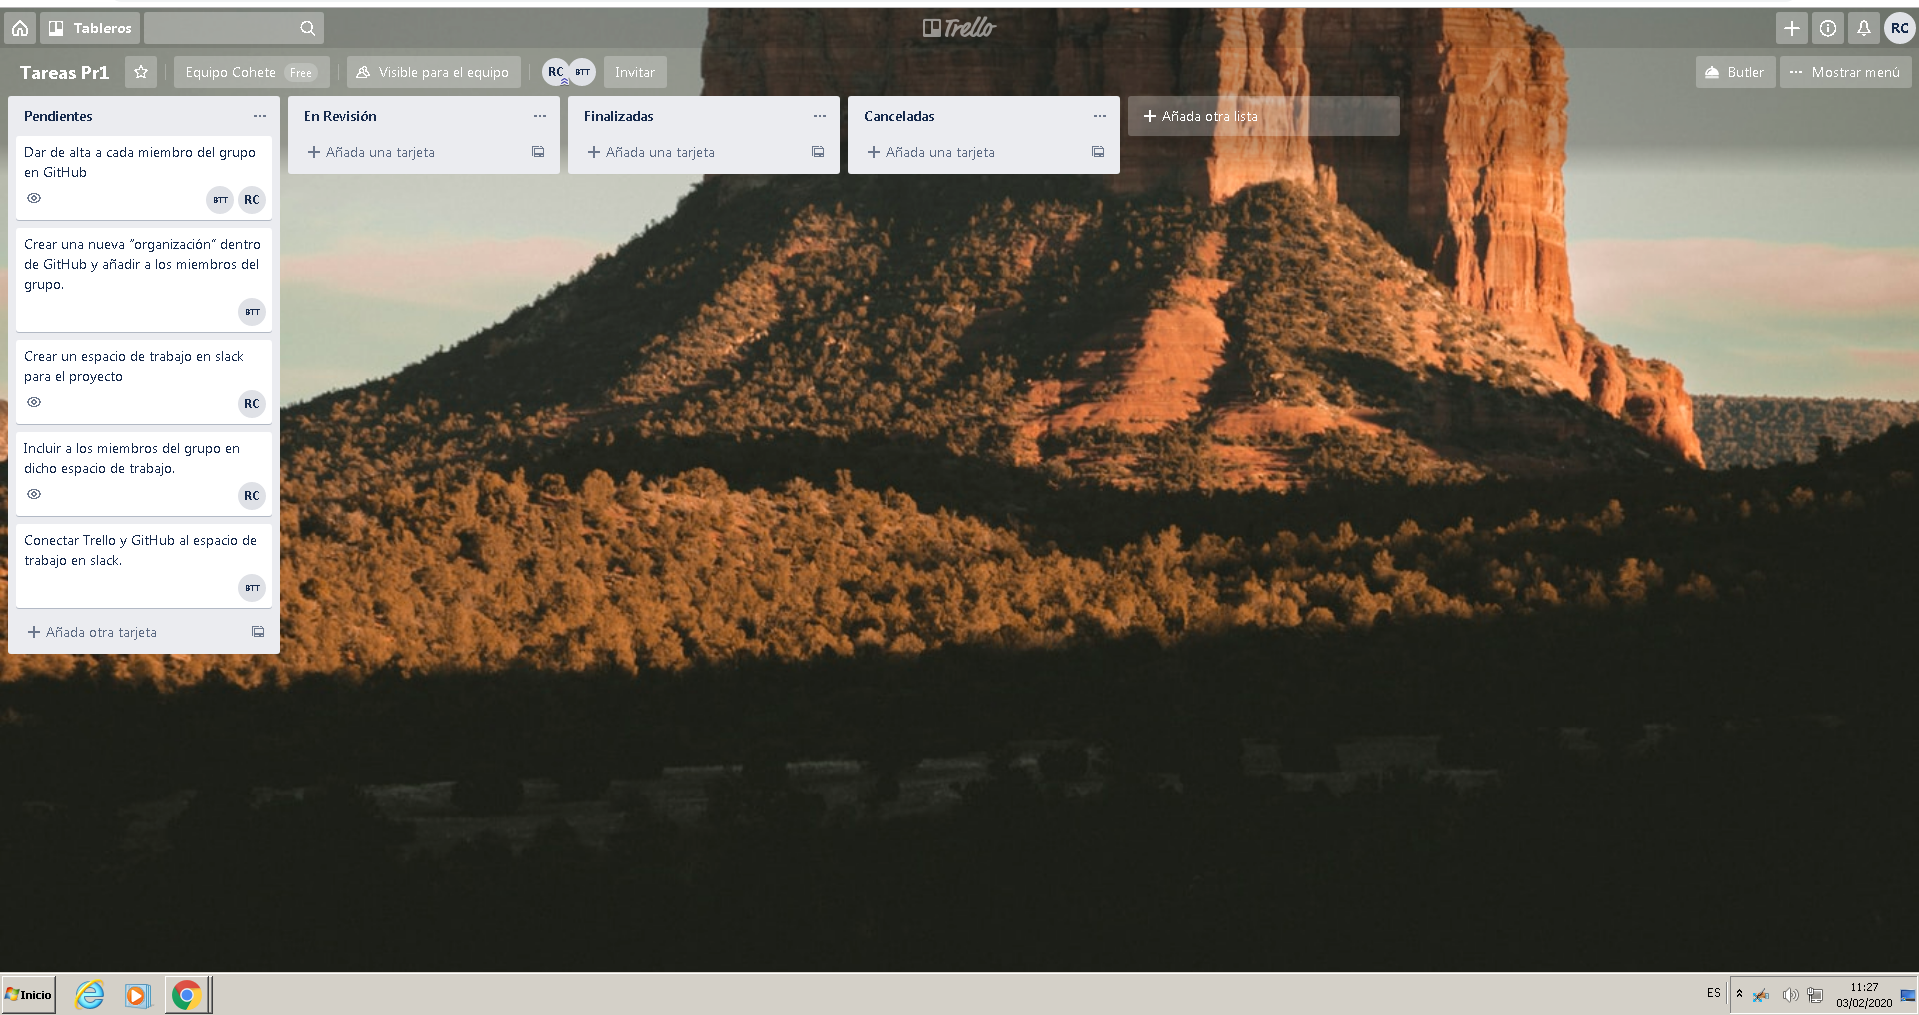 Tableros
Trello
RC
Tareas Pr1
Equipo Cohete Free
Visible para el equipo
RC BTT
Invitar
Butler
Mostrar menú
Pendientes
Dar de alta a cada miembro del grupo
en GitHub
BTT RC
Crear una nueva "organización" dentro
de GitHub y añadir a los miembros del
grupo.
BTT
Crear un espacio de trabajo en slack
para el proyecto
RC
Incluir a los miembros del grupo en
dicho espacio de trabajo.
RC
Conectar Trello y GitHub al espacio de
trabajo en slack.
BTT
+ Añada otra tarjeta
En Revisión
+ Añada una tarjeta
Finalizadas
+ Añada una tarjeta
Canceladas
+ Añada una tarjeta
+ Añada otra lista
Inicio
ES
11:27
03/02/2020